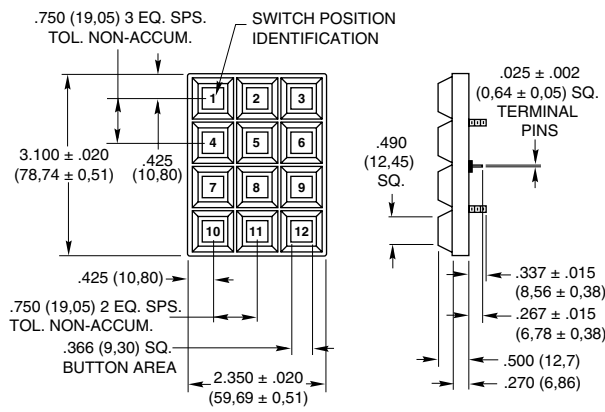 .750 (19,05) 3 EQ. SPS.
TOL. NON-ACCUM.
SWITCH POSITION
IDENTIFICATION
1 2 3
4 5 6
7 8 9
10 11 12
3.100 ± .020
(78,74 ± 0,51)
.425
(10,80)
.425 (10,80)
.750 (19,05) 2 EQ. SPS.
TOL. NON-ACCUM.
.366 (9,30) SQ.
BUTTON AREA
2.350 ± .020
(59,69 ± 0,51)
.025 ± .002
(0,64 ± 0,05) SQ.
TERMINAL
PINS
.490
(12,45)
SQ.
.337 ± .015
(8,56 ± 0,38)
.267 ± .015
(6,78 ± 0,38)
.500 (12,7)
.270 (6,86)